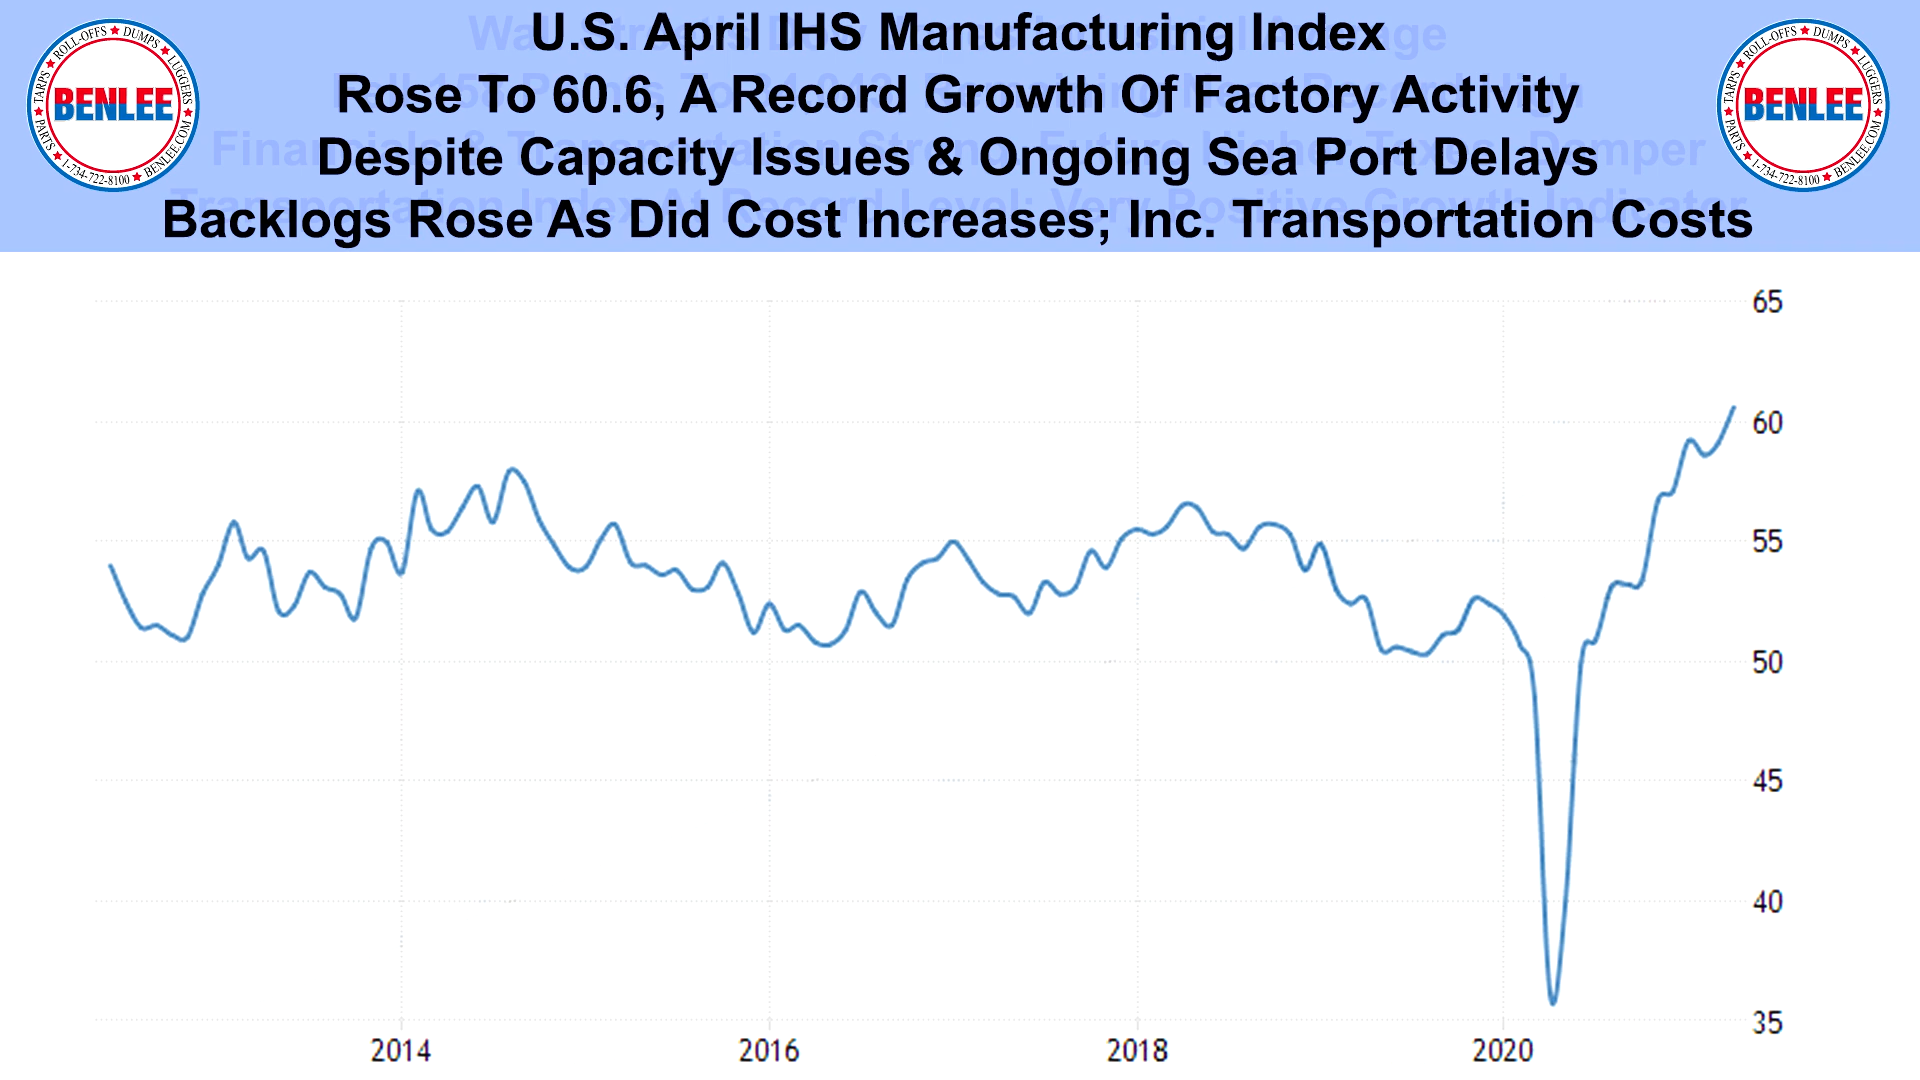 U.S. April IHS Manufacturing Index
Rose To 60.6, A Record Growth Of Factory Activity
Despite Capacity Issues & Ongoing Sea Port Delays
Backlogs Rose As Did Cost Increases; Inc. Transportation Costs
PARTS ★ TARPS ★ ROLL-OFFS ★ DUMPS ★ LUGGERS ★
BENLEE
★ 1-734-722-8100 ★ BENLEE.COM
PARTS ★ TARPS ★ ROLL-OFFS ★ DUMPS ★ LUGGERS ★
BENLEE
★ 1-734-722-8100 ★ BENLEE.COM
65
60
55
50
45
40
35
2014 2016 2018 2020